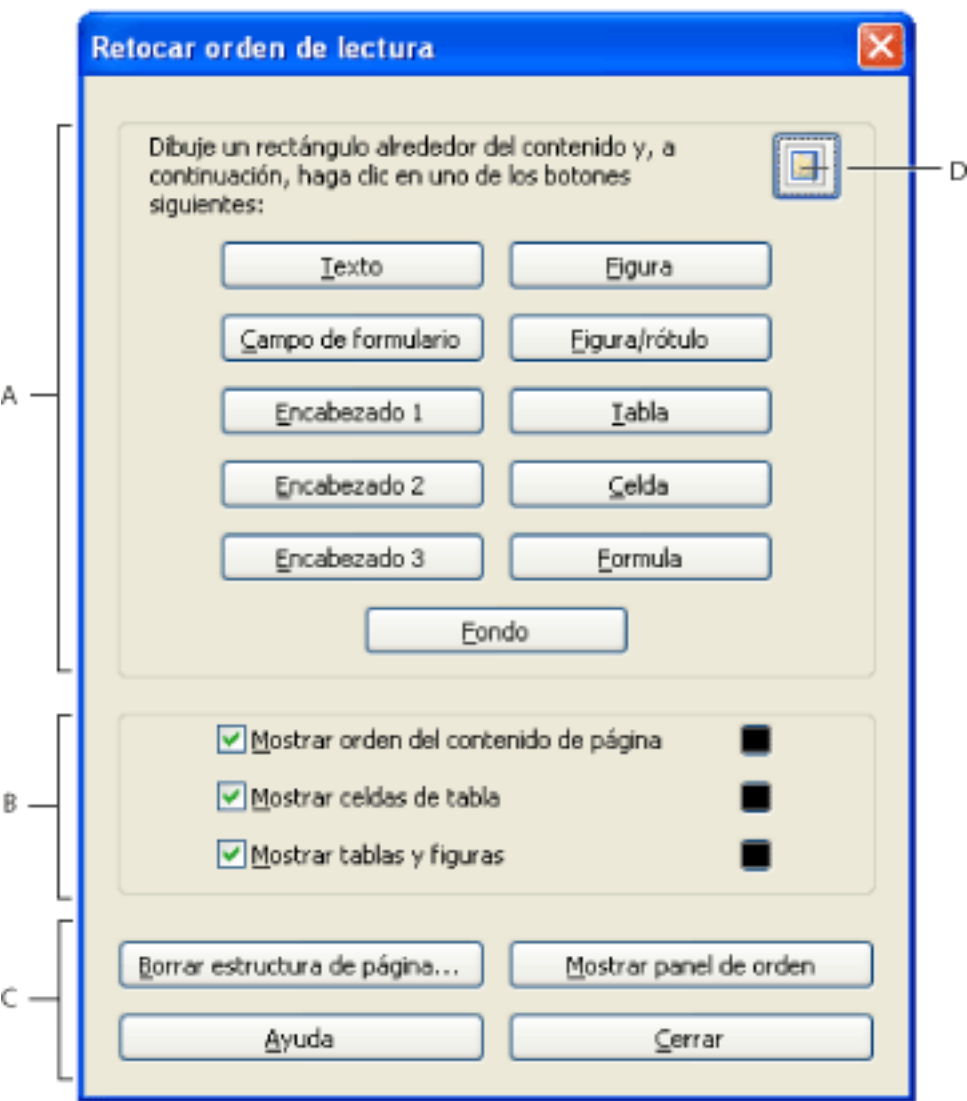 Retocar orden de lectura
Dibuje un rectángulo alrededor del contenido y, a
continuación, haga clic en uno de los botones
siguientes:
D
Texto
Figura
Campo de formulario
Figura/rótulo
A
Encabezado 1
Tabla
Encabezado 2
Celda
Encabezado 3
Formula
Fondo
Mostrar orden del contenido de página
B
Mostrar celdas de tabla
Mostrar tablas y figuras
Borrar estructura de página...
Mostrar panel de orden
C
Ayuda
Cerrar